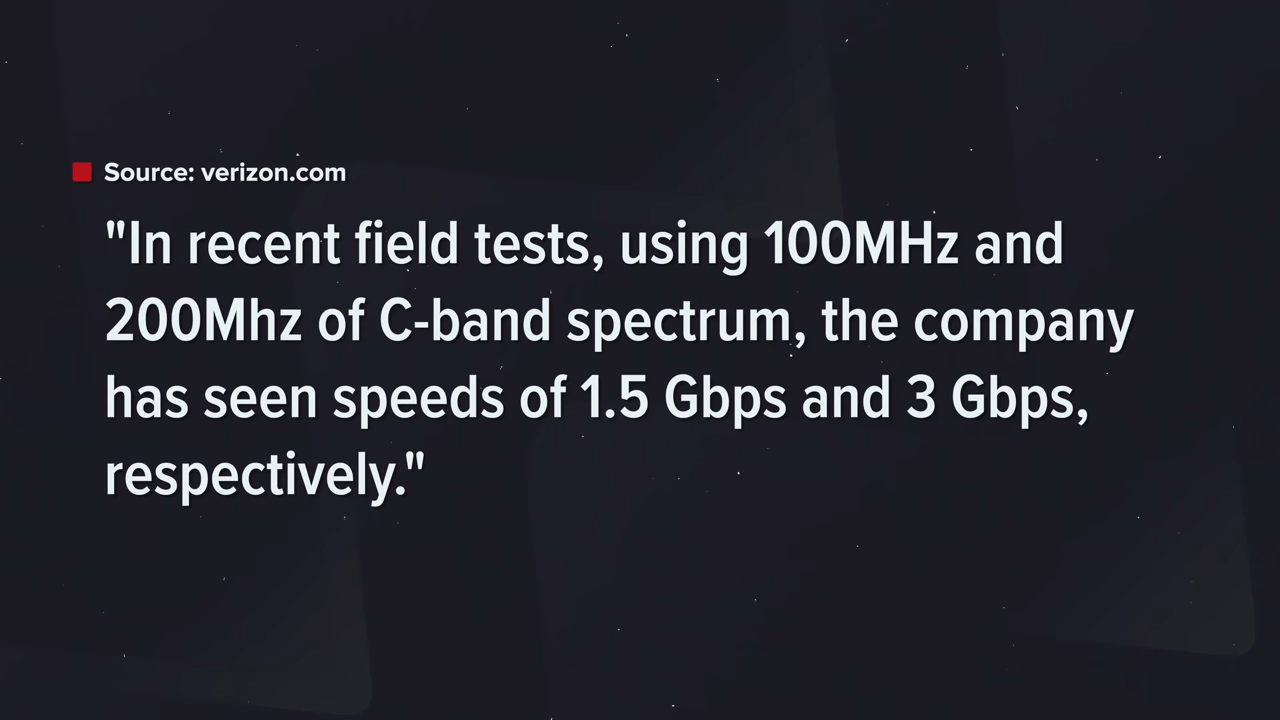 Source: verizon.com
"In recent field tests, using 100MHz and
200Mhz of C-band spectrum, the company
has seen speeds of 1.5 Gbps and 3 Gbps,
respectively."